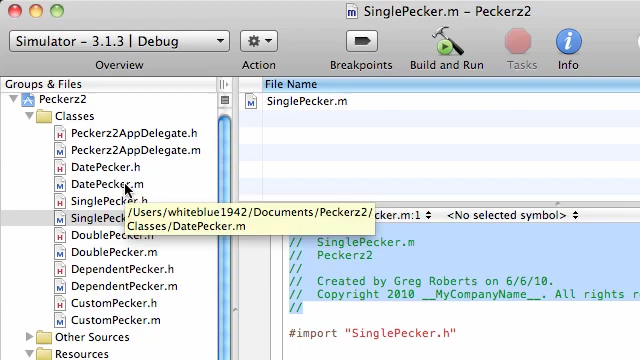 SinglePecker.m - Peckerz2
Simulator - 3.1.3 | Debug
Overview
Action
Breakpoints
Build and Run
Tasks
Info
Groups & Files
File Name
Peckerz2
Classes
Peckerz2AppDelegate.h
Peckerz2AppDelegate.m
DatePecker.h
DatePecker.m
SinglePecker.h
SinglePeck
DoublePecker.h
DoublePecker.m
DependentPecker.h
DependentPecker.m
CustomPecker.h
CustomPecker.m
Other Sources
Resources
/Users/whiteblue1942/Documents/Peckerz2/
Classes/DatePecker.m
SinglePecker.m
ecker.m:1
<No selected symbol>
// SinglePecker.m
// Peckerz2
//
// Created by Greg Roberts on 6/6/10.
// Copyright 2010 __MyCompanyName__. All rights r
//
#import "SinglePecker.h"